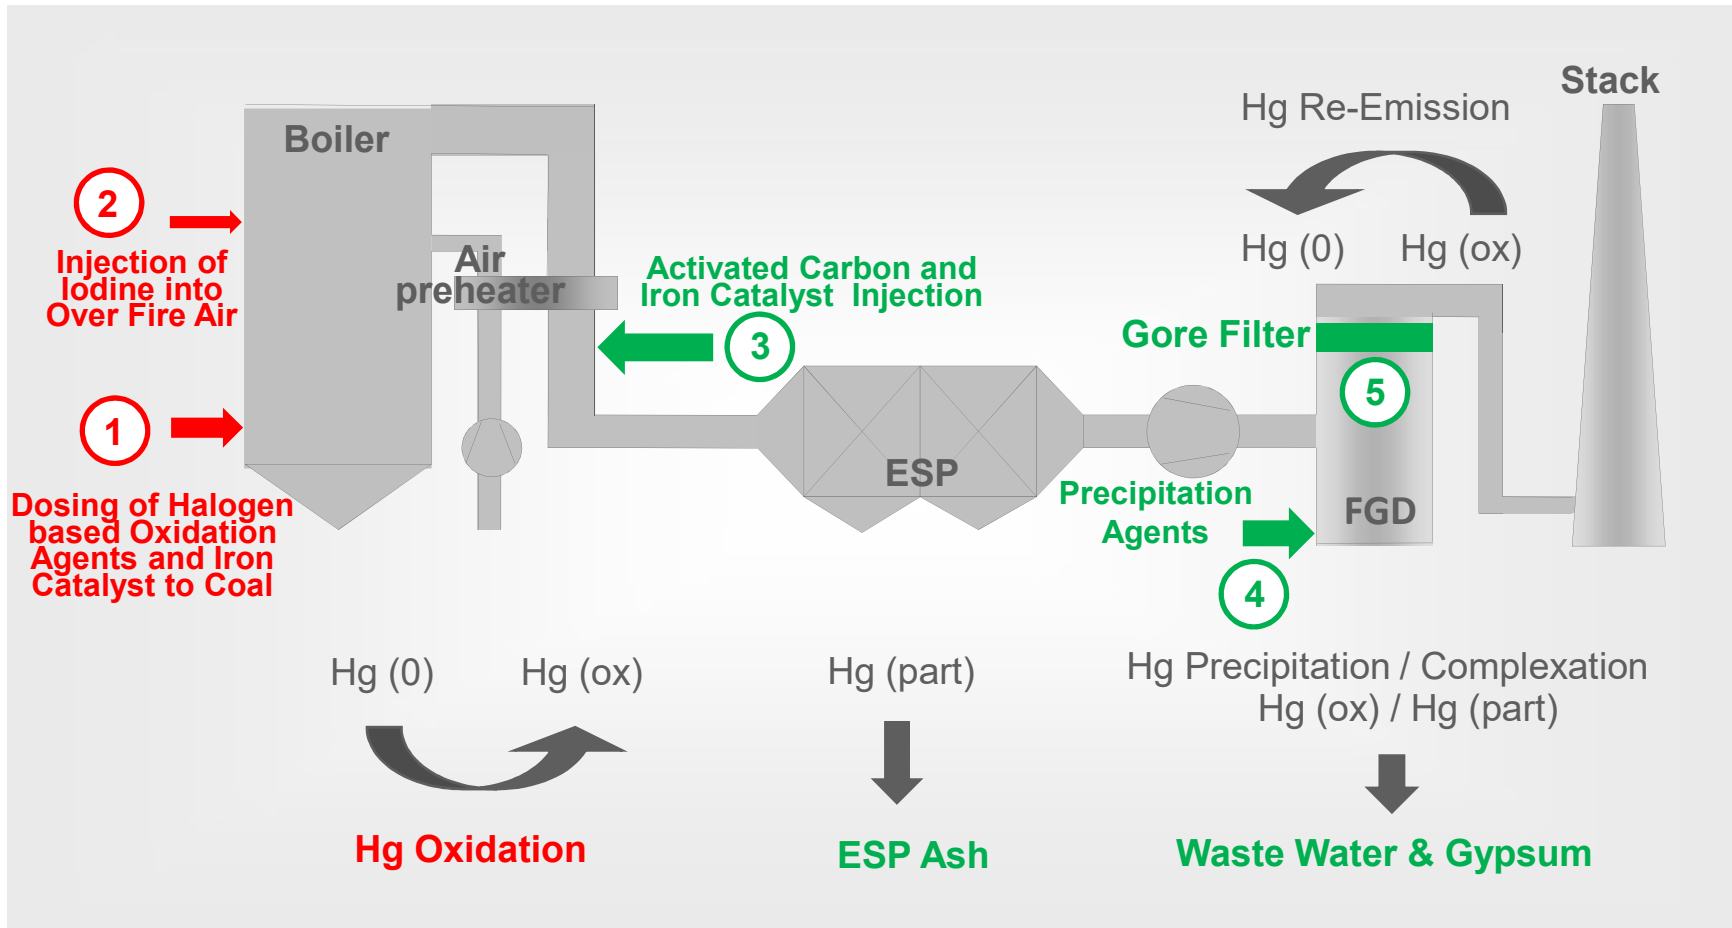 Stack
Hg Re-Emission
Boiler
2
Injection of
Iodine into
Over Fire Air
Hg (0)
Hg (ox)
Air
preheater
Activated Carbon and
Iron Catalyst Injection
3
Gore Filter
5
1
ESP
Dosing of Halogen
based Oxidation
Agents and Iron
Catalyst to Coal
Precipitation
Agents
FGD
4
Hg (0)
Hg (ox)
Hg (part)
Hg Precipitation / Complexation
Hg (ox) / Hg (part)
Hg Oxidation
ESP Ash
Waste Water & Gypsum